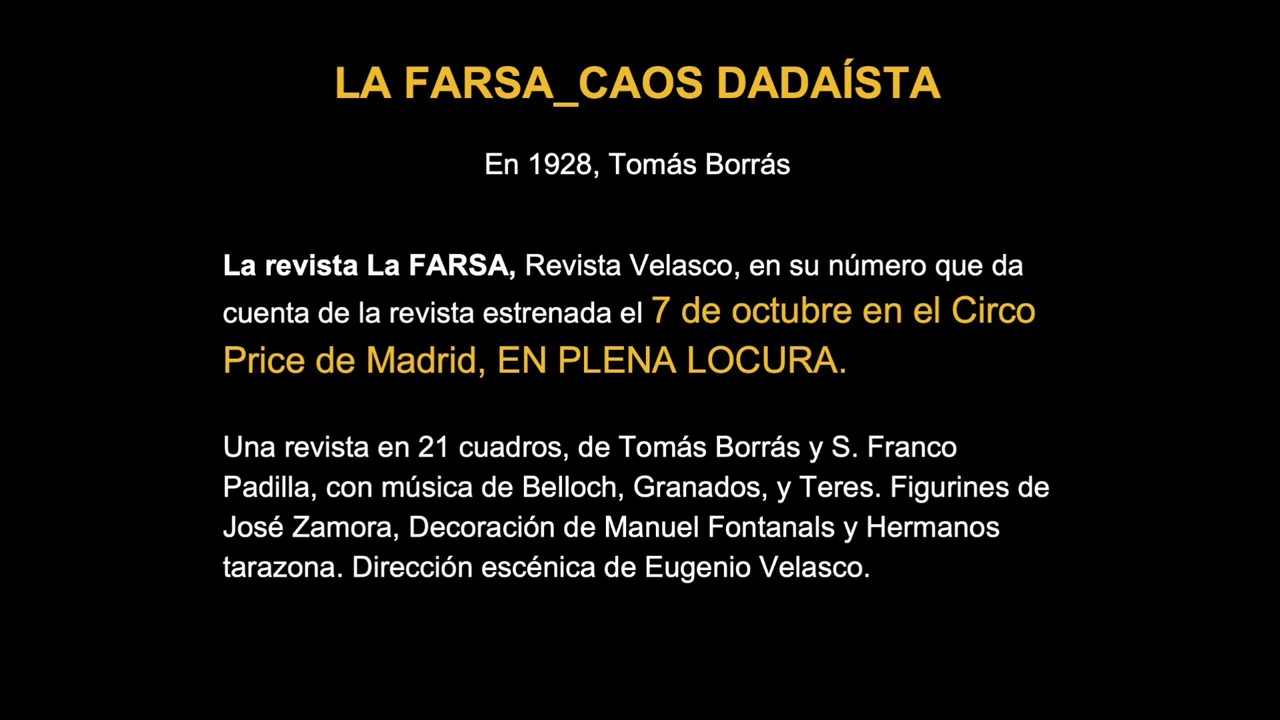 LA FARSA_CAOS DADAÍSTA
En 1928, Tomás Borrás
La revista La FARSA, Revista Velasco, en su número que da
cuenta de la revista estrenada el 7 de octubre en el Circo
Price de Madrid, EN PLENA LOCURA.
Una revista en 21 cuadros, de Tomás Borrás y S. Franco
Padilla, con música de Belloch, Granados, y Teres. Figurines de
José Zamora, Decoración de Manuel Fontanals y Hermanos
tarazona. Dirección escénica de Eugenio Velasco.